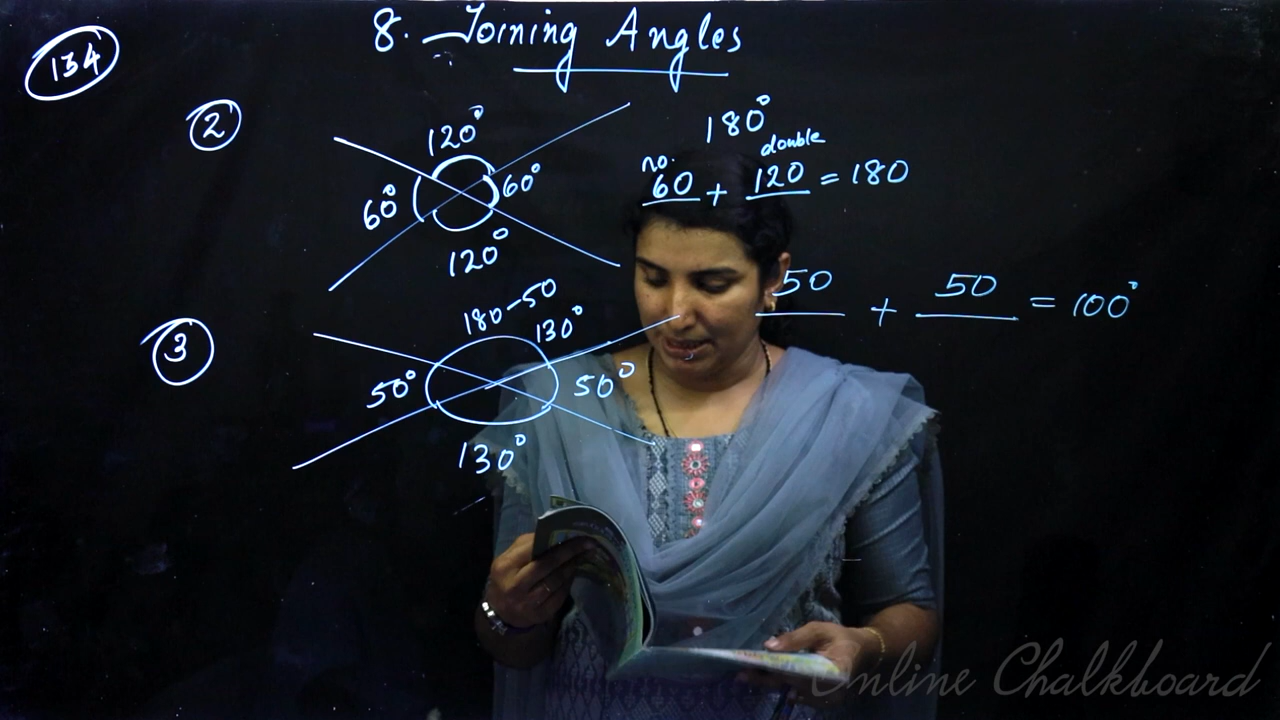 134
8. Joining Angles
2
120°
60°
60°
120°
180°
no.
double
60 + 120 = 180
3
180-50
130°
50°
50°
130°
50 + 50 = 100°
Online Chalkboard